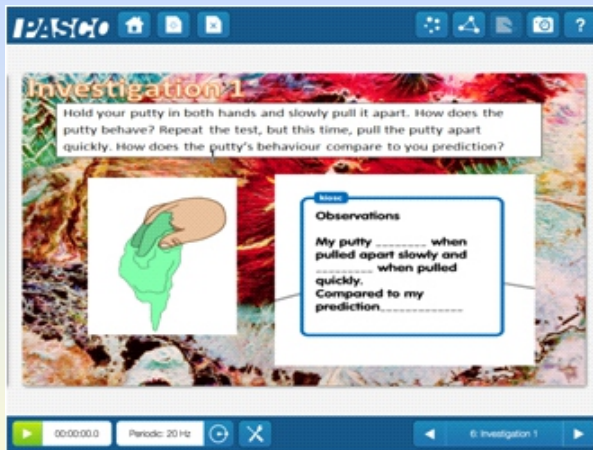 PASCO
?
Investigation 1
Hold your putty in both hands and slowly pull it apart. How does the
putty behave? Repeat the test, but this time, pull the putty apart
quickly. How does the putty's behaviour compare to you prediction?
Observations
My putty ________ when
pulled apart slowly and
_________ when pulled
quickly.
Compared to my
prediction_____________
00:00:00.0
Periodic: 20 Hz
6: Investigation 1